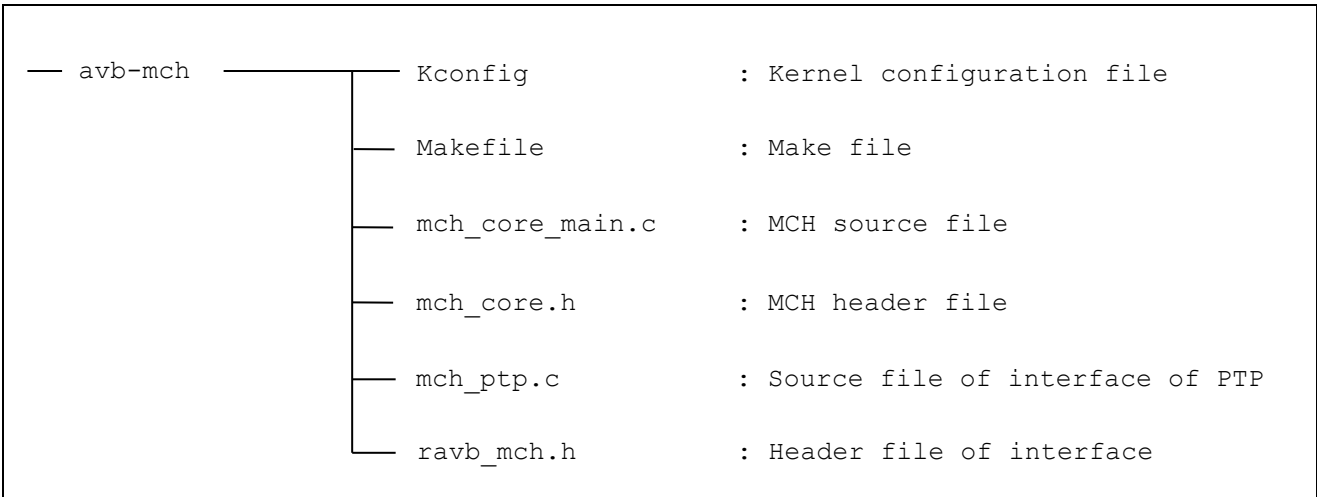 avb-mch Kconfig : Kernel configuration file
Makefile : Make file
mch_core_main.c : MCH source file
mch_core.h : MCH header file
mch_ptp.c : Source file of interface of PTP
ravb_mch.h : Header file of interface